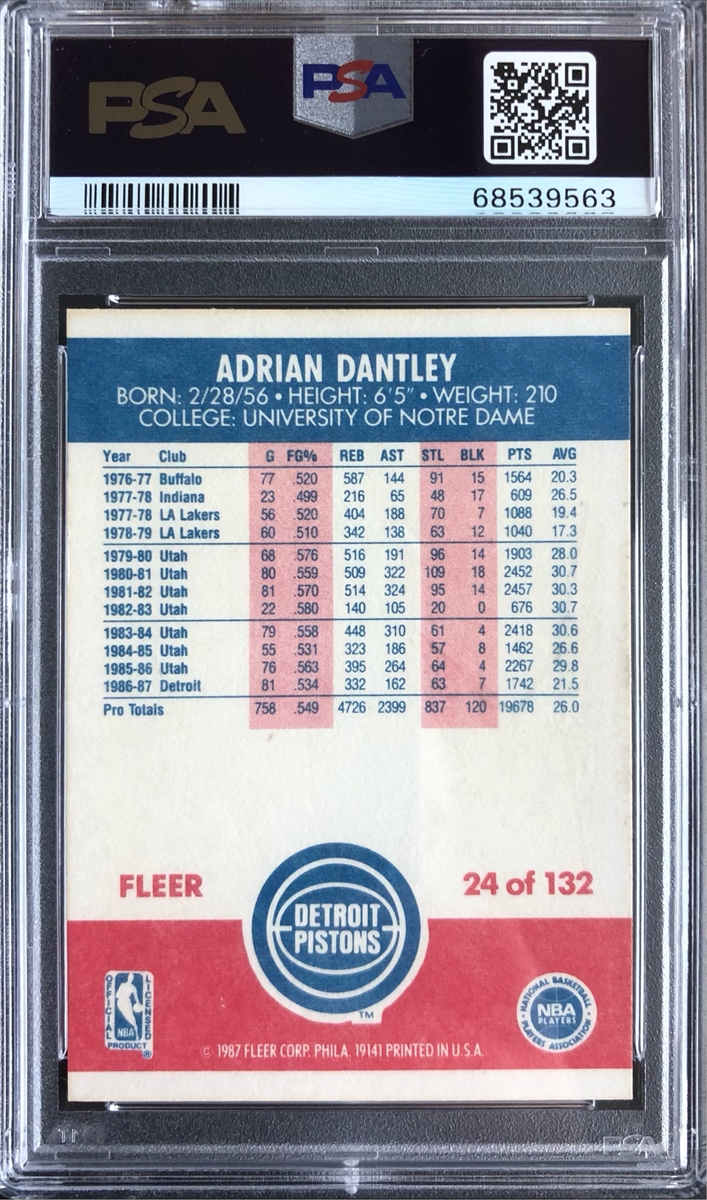 PSA
PSA
68539563
ADRIAN DANTLEY
BORN: 2/28/56 • HEIGHT: 6'5" • WEIGHT: 210
COLLEGE: UNIVERSITY OF NOTRE DAME
Year Club G FG% REB AST STL BLK PTS AVG
1976-77 Buffalo 77 .520 587 144 91 15 1564 20.3
1977-78 Indiana 23 .499 216 65 48 17 609 26.5
1977-78 LA Lakers 56 .520 404 188 70 7 1088 19.4
1978-79 LA Lakers 60 .510 342 138 63 12 1040 17.3
1979-80 Utah 68 .576 516 191 96 14 1903 28.0
1980-81 Utah 80 .559 509 322 109 18 2452 30.7
1981-82 Utah 81 .570 514 324 95 14 2457 30.3
1982-83 Utah 22 .580 140 105 20 0 676 30.7
1983-84 Utah 79 .558 448 310 61 4 2418 30.6
1984-85 Utah 55 .531 323 186 57 8 1462 26.6
1985-86 Utah 76 .563 395 264 64 4 2267 29.8
1986-87 Detroit 81 .534 332 162 63 7 1742 21.5
Pro Totals 758 .549 4726 2399 837 120 19678 26.0
FLEER
24 of 132
DETROIT
PISTONS
TM
OFFICIAL
LICENSED
NBA
PRODUCT ®
NATIONAL BASKETBALL
NBA
PLAYERS
PLAYERS ASSOCIATION
© 1987 FLEER CORP. PHILA. 19141 PRINTED IN U.S.A.
PSA